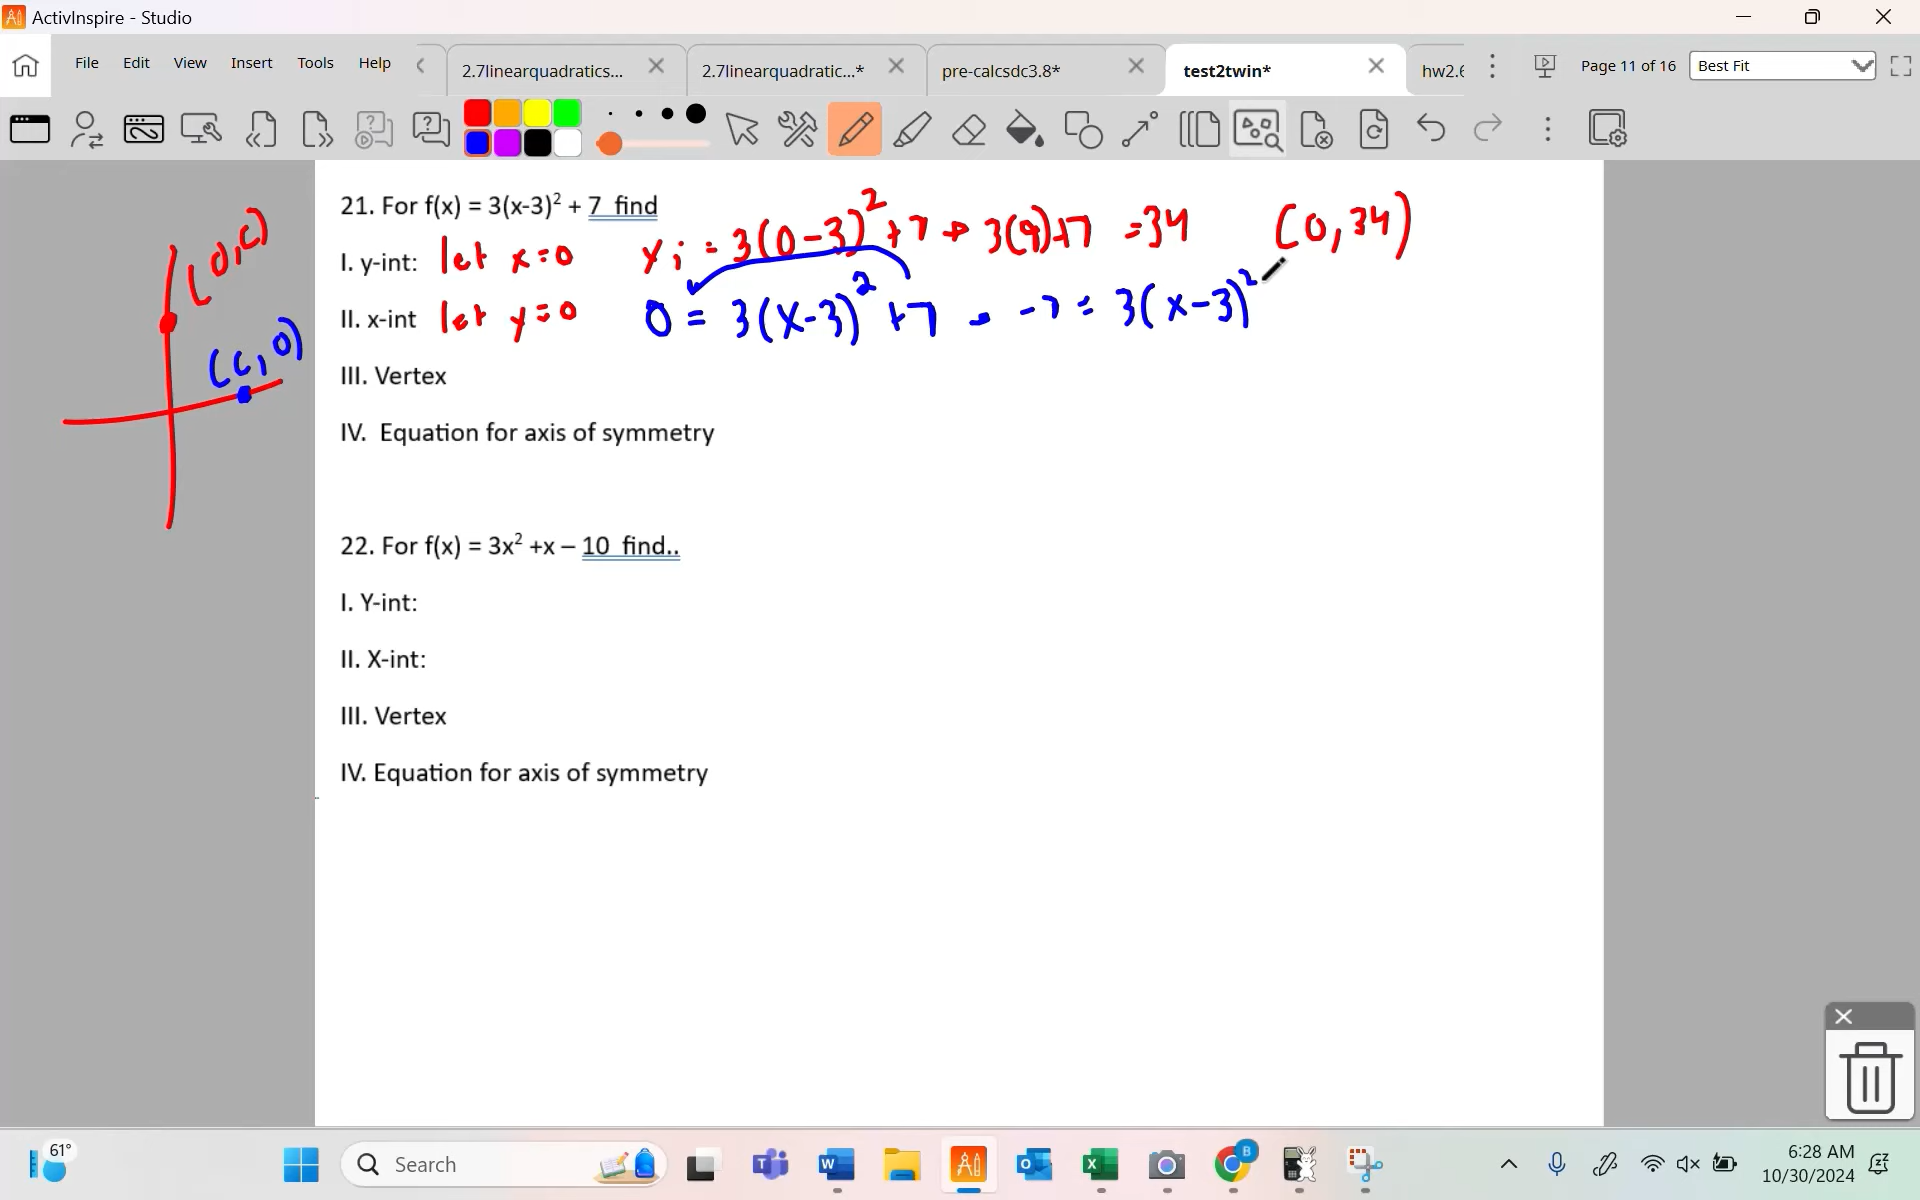 ActivInspire - Studio
File Edit View Insert Tools Help
2.7linearquadratics... 2.7linearquadratic...* pre-calcsdc3.8* test2twin* hw2.6
Page 11 of 16 Best Fit
21. For f(x) = 3(x-3)² + 7 find
yi = 3(0-3)²+7 → 3(9)+7 =34 (0,34)
(0,c)
I. y-int: let x=0
II. x-int let y=0 0 = 3(x-3)²+7 -7 = 3(x-3)²
(c,0)
III. Vertex
IV. Equation for axis of symmetry
22. For f(x) = 3x² +x – 10 find..
I. Y-int:
II. X-int:
III. Vertex
IV. Equation for axis of symmetry
61°
Search
6:28 AM
10/30/2024